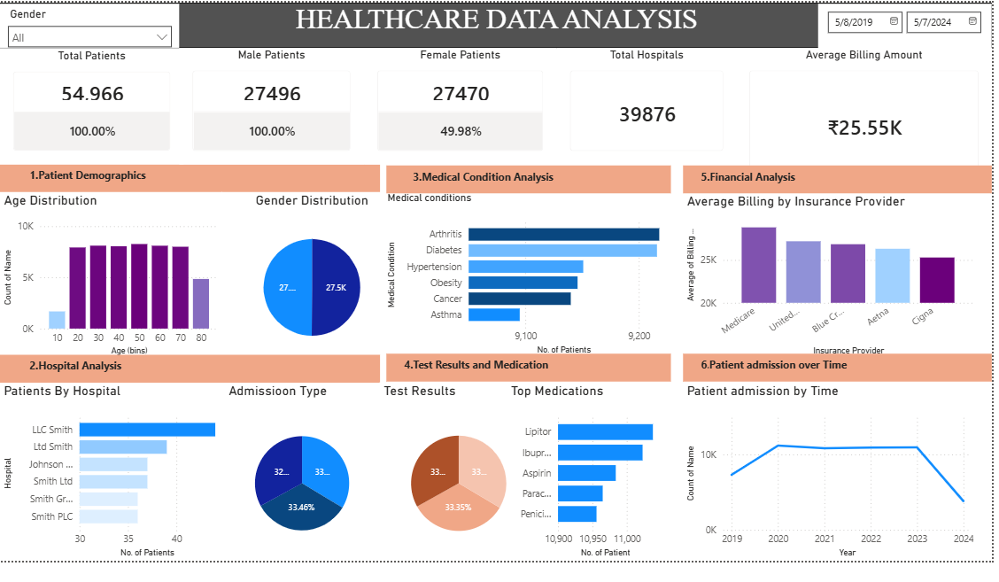 Gender
All
HEALTHCARE DATA ANALYSIS
5/8/2019
5/7/2024
Total Patients
54,966
100.00%
Male Patients
27496
100.00%
Female Patients
27470
49.98%
Total Hospitals
39876
Average Billing Amount
₹25.55K
1.Patient Demographics
Age Distribution
Count of Name
10K
5K
0K
10 20 30 40 50 60 70 80
Age (bins)
Gender Distribution
27....
27.5K
3.Medical Condition Analysis
Medical conditions
Medical Condition
Arthritis
Diabetes
Hypertension
Obesity
Cancer
Asthma
9,100 9,200
No. of Patients
5.Financial Analysis
Average Billing by Insurance Provider
Average of Billing ...
25K
20K
Medicare
United...
Blue Cr...
Aetna
Cigna
Insurance Provider
2.Hospital Analysis
Patients By Hospital
Hospital
LLC Smith
Ltd Smith
Johnson ...
Smith Ltd
Smith Gr...
Smith PLC
30 35 40
No. of Patients
Admissioon Type
32...
33...
33.46%
4.Test Results and Medication
Test Results
33...
33...
33.35%
Top Medications
Lipitor
Ibupr...
Aspirin
Parac...
Penici...
10,900 10,950 11,000
No. of Patient
6.Patient admission over Time
Patient admission by Time
Count of Name
10K
0K
2019 2020 2021 2022 2023 2024
Year